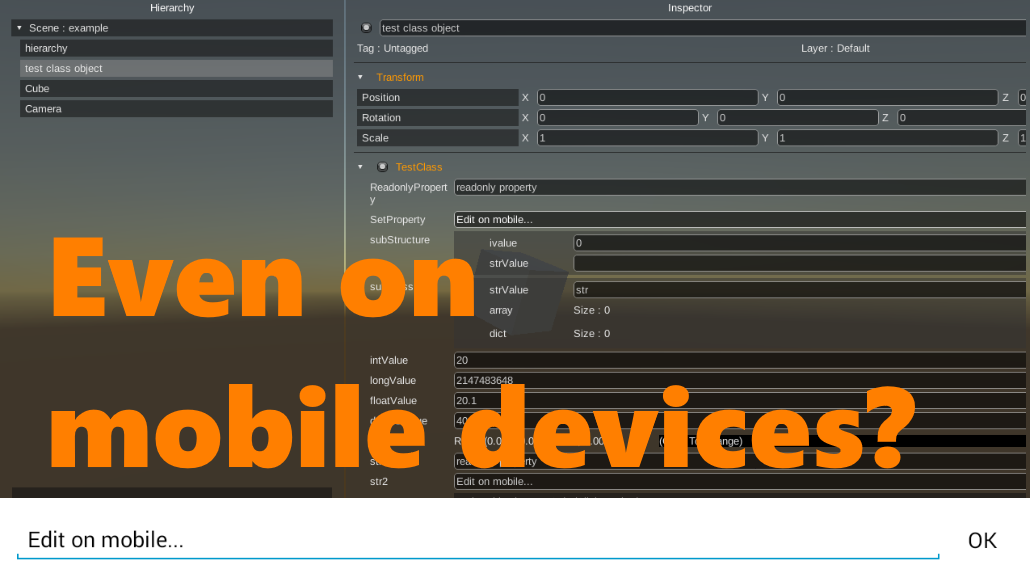 Hierarchy
Scene : example
hierarchy
test class object
Cube
Camera
Inspector
test class object
Tag : Untagged Layer : Default
Transform
Position X 0 Y 0 Z 0
Rotation X 0 Y 0 Z 0
Scale X 1 Y 1 Z 1
TestClass
ReadonlyPropert
y
readonly property
SetProperty Edit on mobile...
subStructure ivalue 0
strValue
strValue str
array Size : 0
dict Size : 0
intValue 20
longValue 2147483648
floatValue 20.1
str2 Edit on mobile...
Even on
mobile devices?
Edit on mobile... OK